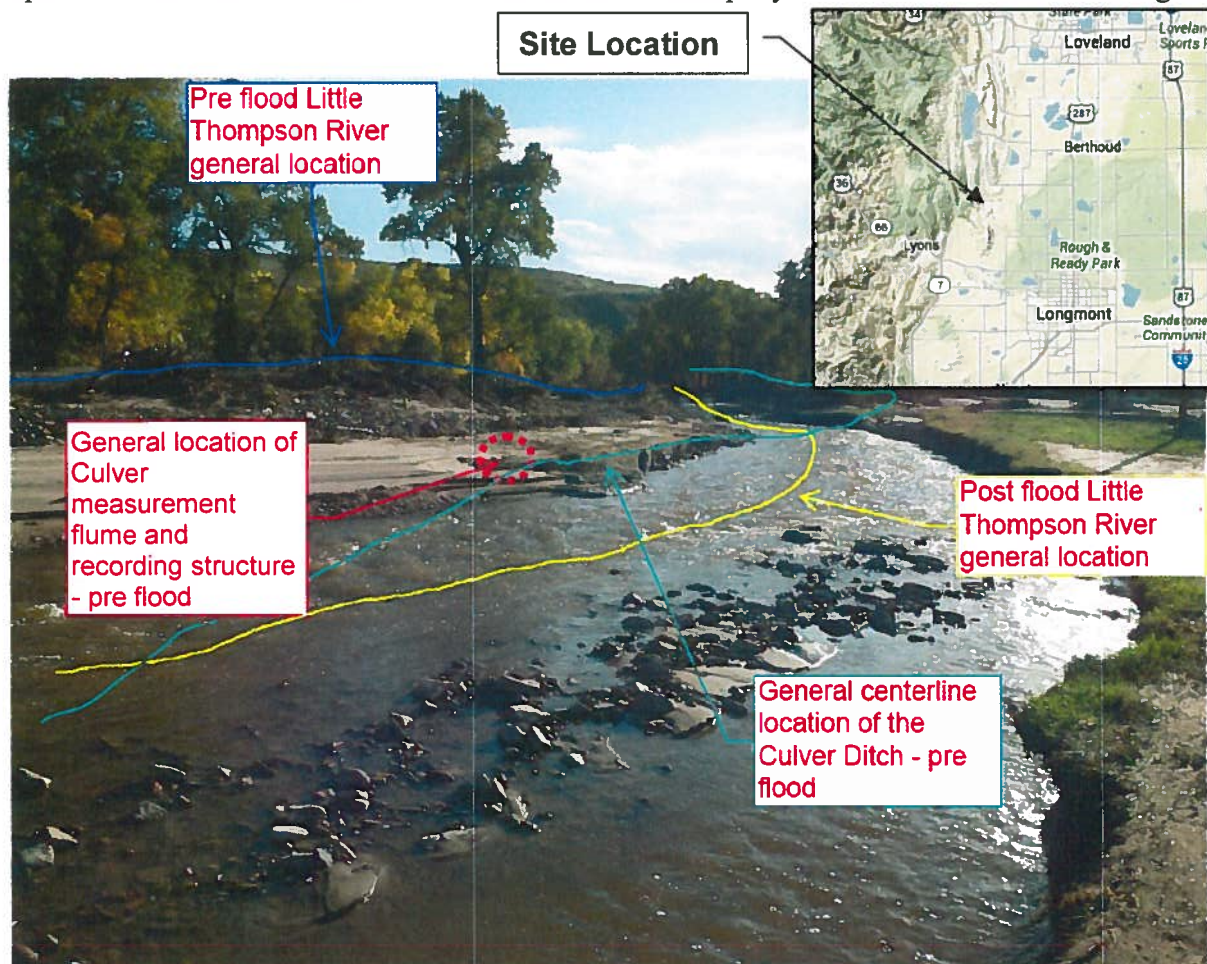 Site Location
Pre flood Little
Thompson River
general location
Loveland
287
87
Berthoud
36
66
Lyons
7
Rough &
Ready Park
Longmont
87
25
General location of
Culver
measurement
flume and
recording structure
- pre flood
Post flood Little
Thompson River
general location
General centerline
location of the
Culver Ditch - pre
flood